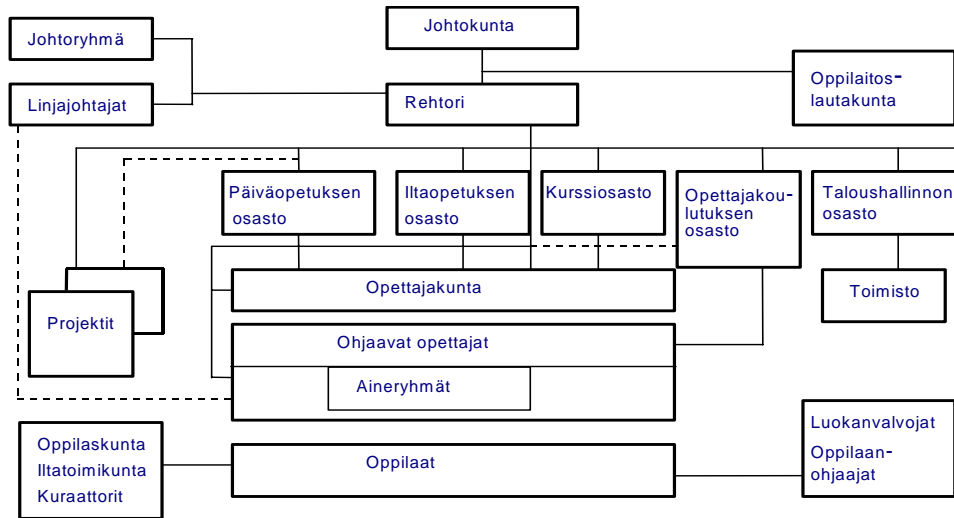 Johtoryhmä
Johtokunta
Linjajohtajat
Rehtori
Oppilaitos-
lautakunta
Päiväopetuksen
osasto
Iltaopetuksen
osasto
Kurssiosasto
Opettajakou-
lutuksen
osasto
Taloushallinnon
osasto
Projektit
Opettajakunta
Toimisto
Ohjaavat opettajat
Aineryhmät
Oppilaskunta
Iltatoimikunta
Kuraattorit
Oppilaat
Luokanvalvojat
Oppilaan-
ohjaajat